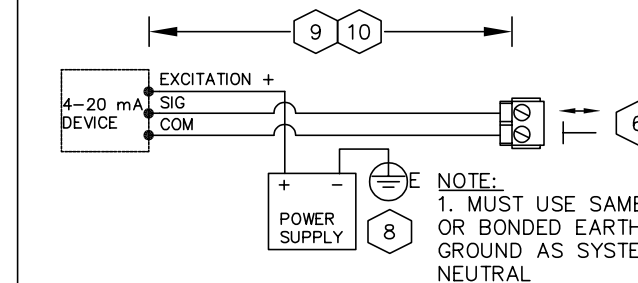 9 10
EXCITATION +
4-20 mA
DEVICE
SIG
COM
6
+ -
POWER
SUPPLY
E
8
NOTE:
1. MUST USE SAME
OR BONDED EARTH
GROUND AS SYSTE
NEUTRAL